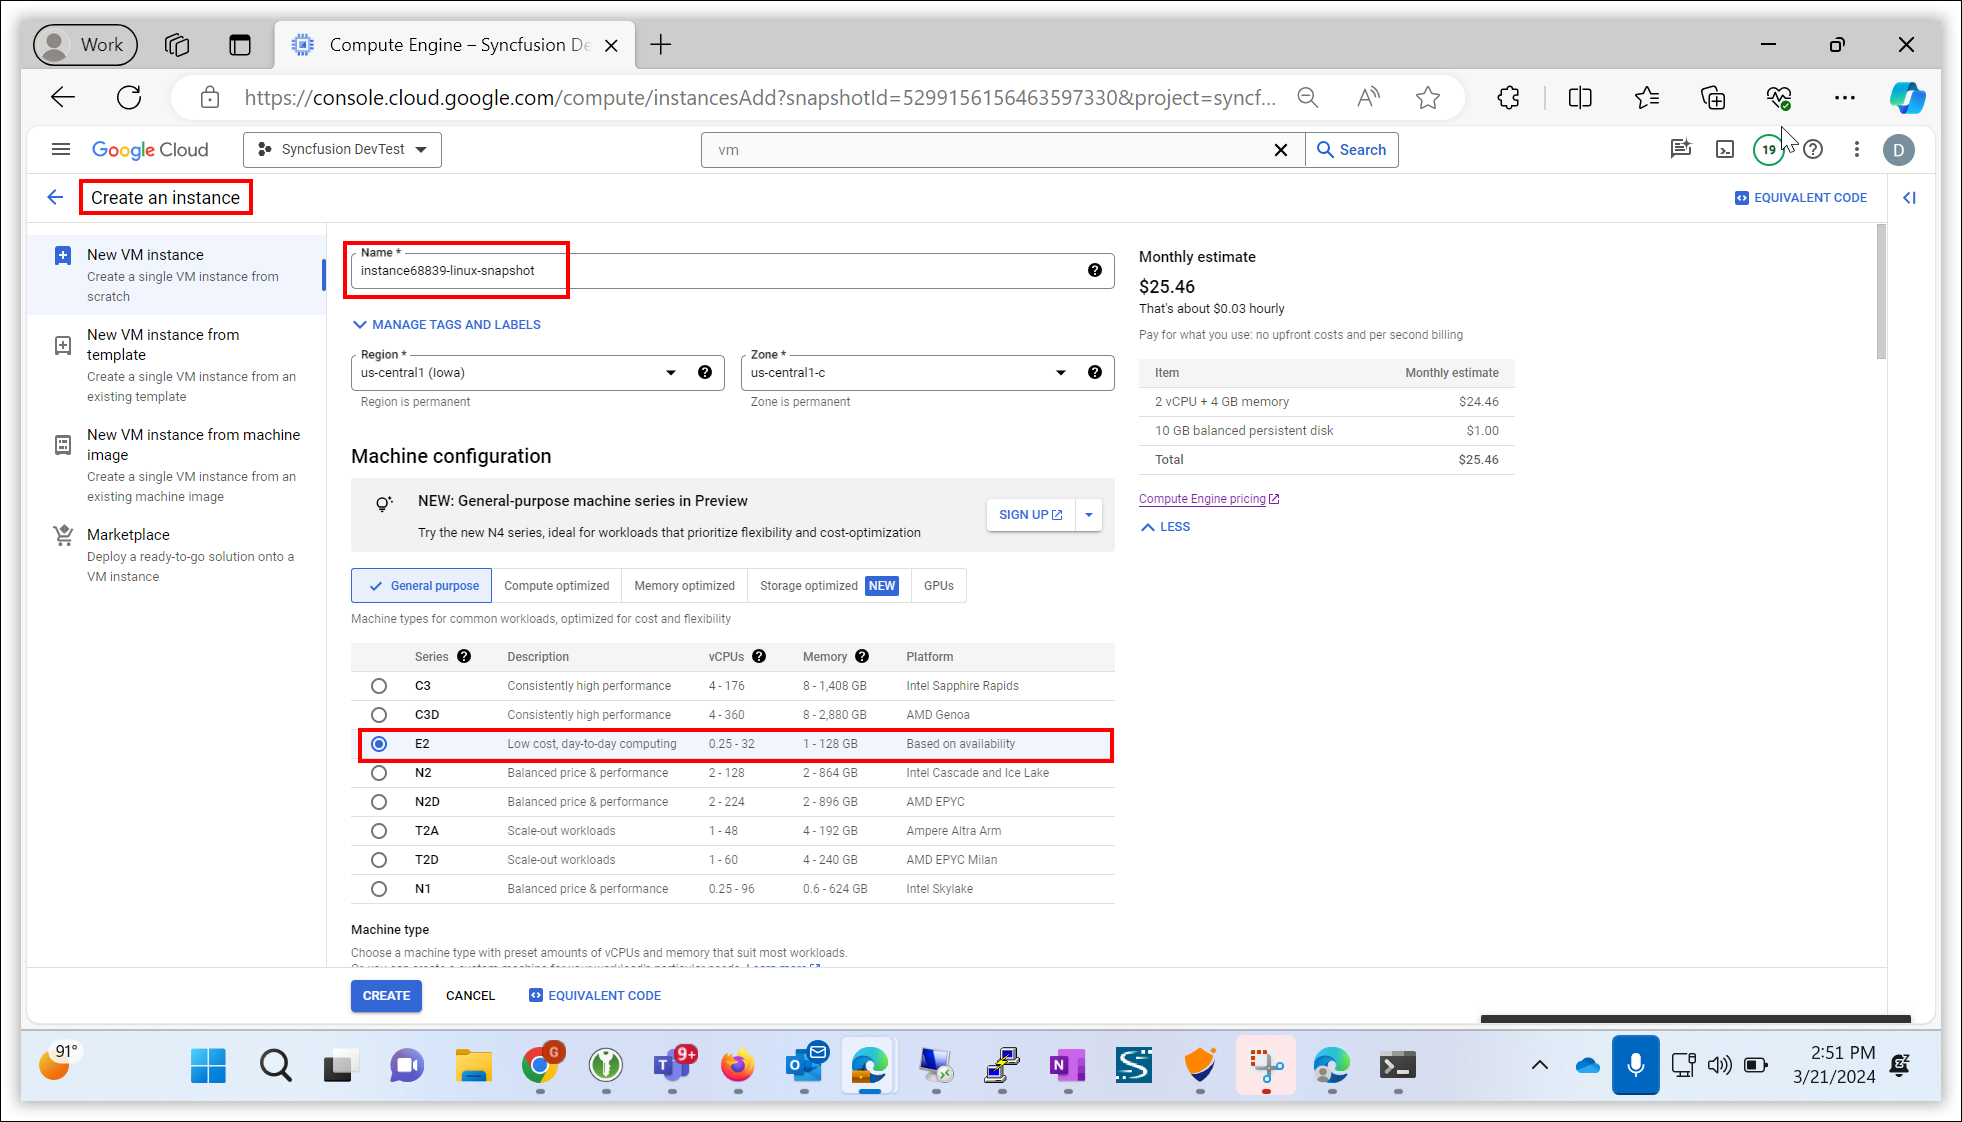 Work
Compute Engine – Syncfusion De
https://console.cloud.google.com/compute/instancesAdd?snapshotId=5299156156463597330&project=syncf...
Google Cloud
Syncfusion DevTest
vm
Search
19
D
Create an instance
EQUIVALENT CODE
New VM instance
Create a single VM instance from
scratch
New VM instance from
template
Create a single VM instance from an
existing template
New VM instance from machine
image
Create a single VM instance from an
existing machine image
Marketplace
Deploy a ready-to-go solution onto a
VM instance
Name *
instance68839-linux-snapshot
MANAGE TAGS AND LABELS
Region *
us-central1 (Iowa)
Region is permanent
Zone *
us-central1-c
Zone is permanent
Machine configuration
NEW: General-purpose machine series in Preview
Try the new N4 series, ideal for workloads that prioritize flexibility and cost-optimization
SIGN UP
General purpose
Compute optimized
Memory optimized
Storage optimized NEW
GPUs
Machine types for common workloads, optimized for cost and flexibility
Series Description vCPUs Memory Platform
C3 Consistently high performance 4 - 176 8 - 1,408 GB Intel Sapphire Rapids
C3D Consistently high performance 4 - 360 8 - 2,880 GB AMD Genoa
E2 Low cost, day-to-day computing 0.25 - 32 1 - 128 GB Based on availability
N2 Balanced price & performance 2 - 128 2 - 864 GB Intel Cascade and Ice Lake
N2D Balanced price & performance 2 - 224 2 - 896 GB AMD EPYC
T2A Scale-out workloads 1 - 48 4 - 192 GB Ampere Altra Arm
T2D Scale-out workloads 1 - 60 4 - 240 GB AMD EPYC Milan
N1 Balanced price & performance 0.25 - 96 0.6 - 624 GB Intel Skylake
Machine type
Choose a machine type with preset amounts of vCPUs and memory that suit most workloads.
CREATE
CANCEL
EQUIVALENT CODE
Monthly estimate
$25.46
That's about $0.03 hourly
Pay for what you use: no upfront costs and per second billing
Item Monthly estimate
2 vCPU + 4 GB memory $24.46
10 GB balanced persistent disk $1.00
Total $25.46
Compute Engine pricing
LESS
91°
G
9+
2:51 PM
3/21/2024